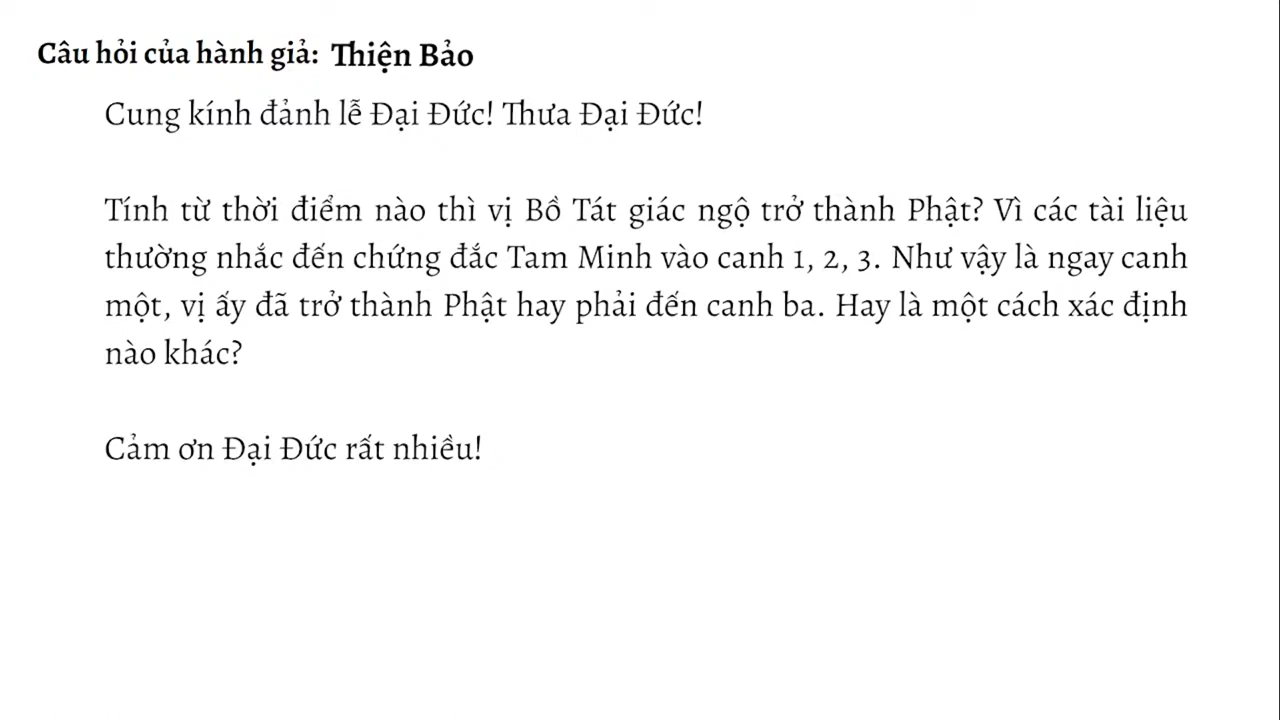 Câu hỏi của hành giả: Thiện Bảo
Cung kính đảnh lễ Đại Đức! Thưa Đại Đức!
Tính từ thời điểm nào thì vị Bồ Tát giác ngộ trở thành Phật? Vì các tài liệu
thường nhắc đến chứng đắc Tam Minh vào canh 1, 2, 3. Như vậy là ngay canh
một, vị ấy đã trở thành Phật hay phải đến canh ba. Hay là một cách xác định
nào khác?
Cảm ơn Đại Đức rất nhiều!